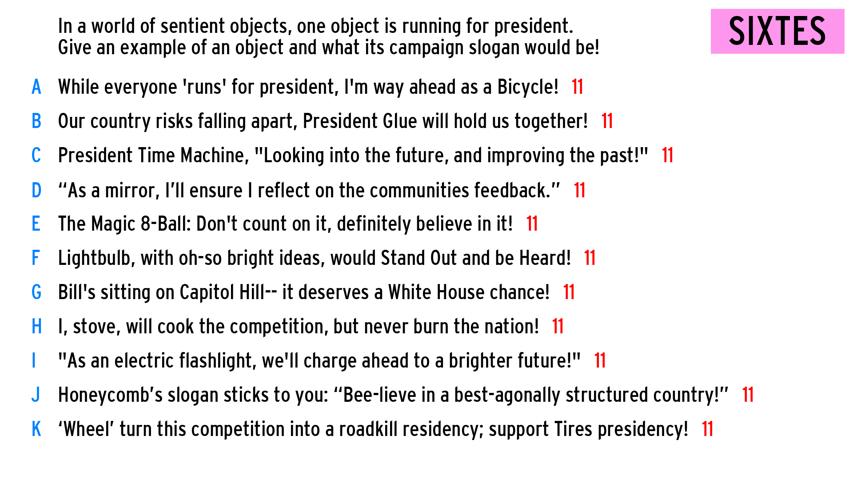 In a world of sentient objects, one object is running for president.
Give an example of an object and what its campaign slogan would be!
SIXTES
A While everyone 'runs' for president, I'm way ahead as a Bicycle! 11
B Our country risks falling apart, President Glue will hold us together! 11
C President Time Machine, "Looking into the future, and improving the past!" 11
D “As a mirror, I’ll ensure I reflect on the communities feedback.” 11
E The Magic 8-Ball: Don't count on it, definitely believe in it! 11
F Lightbulb, with oh-so bright ideas, would Stand Out and be Heard! 11
G Bill's sitting on Capitol Hill-- it deserves a White House chance! 11
H I, stove, will cook the competition, but never burn the nation! 11
I "As an electric flashlight, we'll charge ahead to a brighter future!" 11
J Honeycomb’s slogan sticks to you: “Bee-lieve in a best-agonally structured country!” 11
K ‘Wheel’ turn this competition into a roadkill residency; support Tires presidency! 11